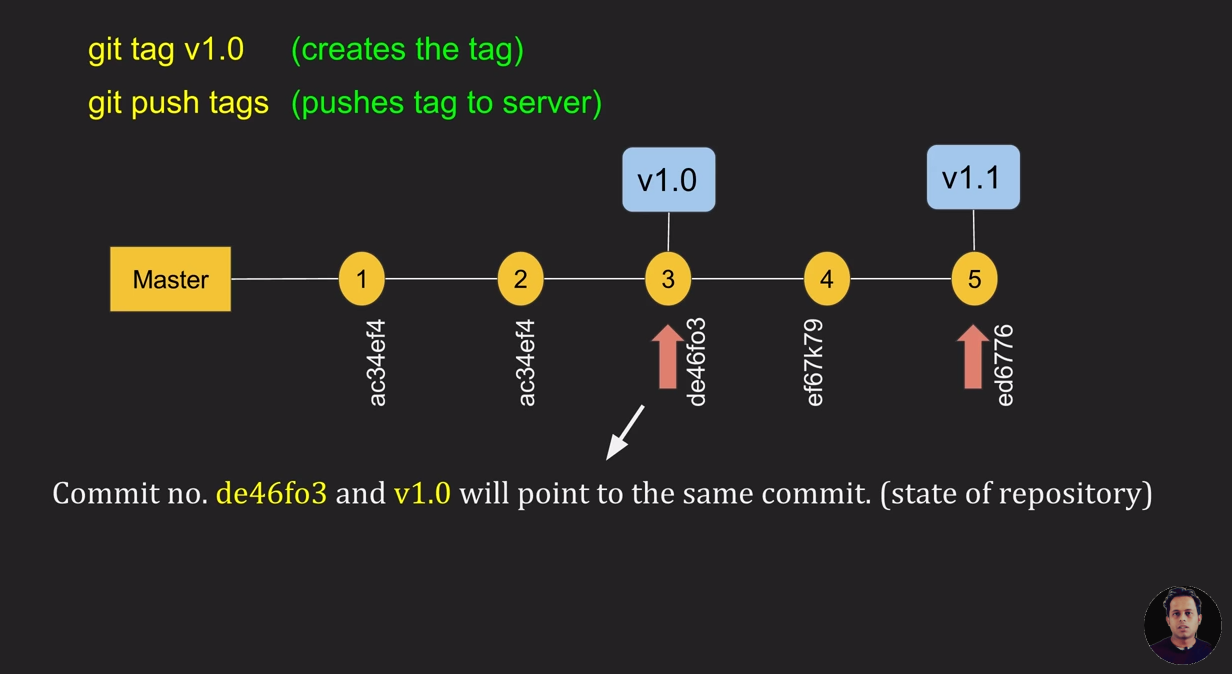 git tag v1.0 (creates the tag)
git push tags (pushes tag to server)
v1.0
v1.1
Master
1
2
3
4
5
ac34ef4
ac34ef4
de46fo3
ef67k79
ed6776
Commit no. de46fo3 and v1.0 will point to the same commit. (state of repository)